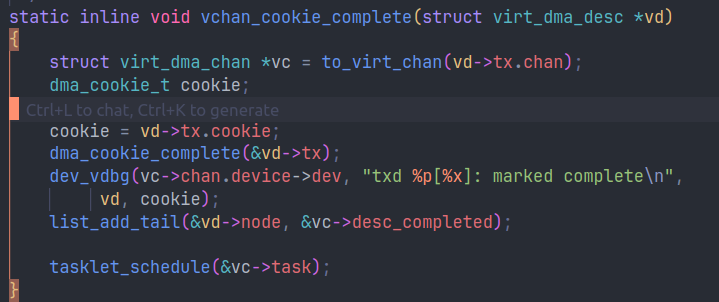 static inline void vchan_cookie_complete(struct virt_dma_desc *vd)
{
    struct virt_dma_chan *vc = to_virt_chan(vd->tx.chan);
    dma_cookie_t cookie;
Ctrl+L to chat, Ctrl+K to generate
    cookie = vd->tx.cookie;
    dma_cookie_complete(&vd->tx);
    dev_vdbg(vc->chan.device->dev, "txd %p[%x]: marked complete\n",
         vd, cookie);
    list_add_tail(&vd->node, &vc->desc_completed);

    tasklet_schedule(&vc->task);
}